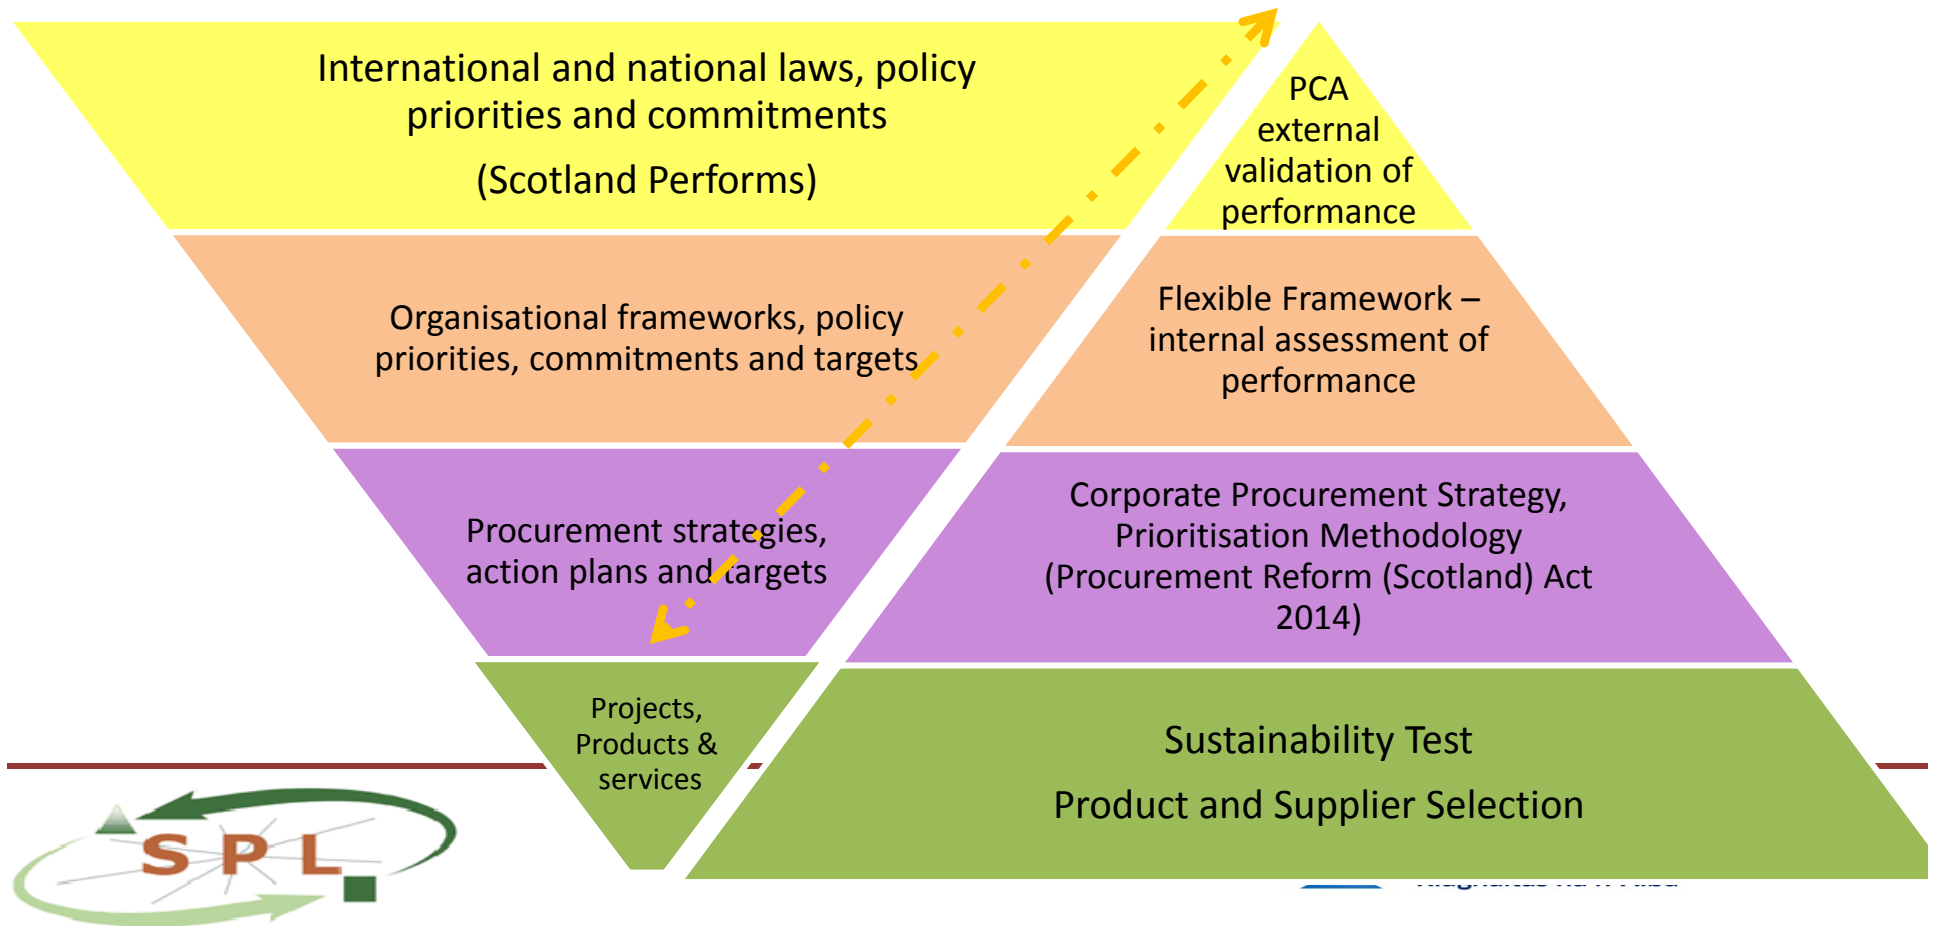 International and national laws, policy
priorities and commitments
(Scotland Performs)
Organisational frameworks, policy
priorities, commitments and targets
Procurement strategies,
action plans and targets
Projects,
Products &
services
PCA
external
validation of
performance
Flexible Framework –
internal assessment of
performance
Corporate Procurement Strategy,
Prioritisation Methodology
(Procurement Reform (Scotland) Act
2014)
Sustainability Test
Product and Supplier Selection
SPL